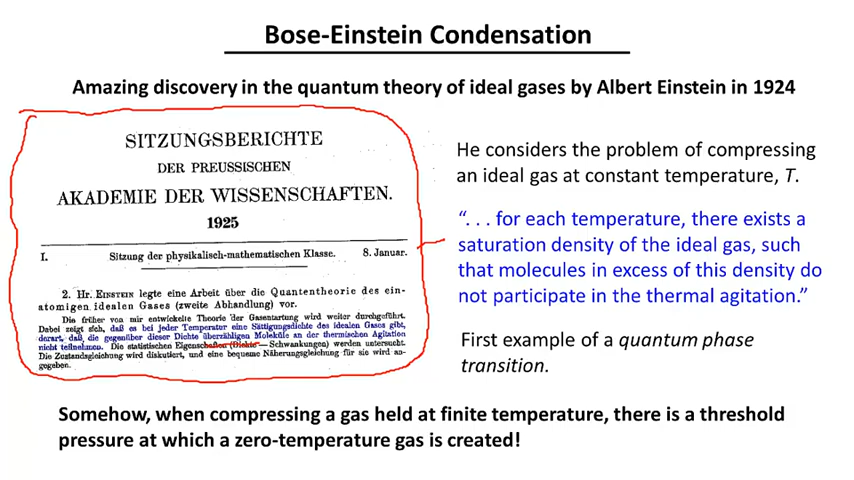 Bose-Einstein Condensation
Amazing discovery in the quantum theory of ideal gases by Albert Einstein in 1924
SITZUNGSBERICHTE
DER PREUSSISCHEN
AKADEMIE DER WISSENSCHAFTEN.
1925
I. Sitzung der physikalisch-mathematischen Klasse. 8. Januar.
2. Hr. EINSTEIN legte eine Arbeit über die Quantentheorie des ein-
atomigen idealen Gases (zweite Abhandlung) vor.
Die früher von mir entwickelte Theorie der Gasentartung wird weiter durchgeführt.
Dabei zeigt sich, daß es bei jeder Temperatur eine Sättigungsdichte des idealen Gases gibt,
derart, daß die gegenüber dieser Dichte überzähligen Moleküle an der thermischen Agitation
nicht teilnehmen. Die statistischen Eigenschaften (Dichte-Schwankungen) werden untersucht.
Die Zustandsgleichung wird diskutiert, und eine bequeme Näherungsgleichung für sie wird an-
gegeben.
He considers the problem of compressing
an ideal gas at constant temperature, T.
“. . . for each temperature, there exists a
saturation density of the ideal gas, such
that molecules in excess of this density do
not participate in the thermal agitation.”
First example of a quantum phase
transition.
Somehow, when compressing a gas held at finite temperature, there is a threshold
pressure at which a zero-temperature gas is created!